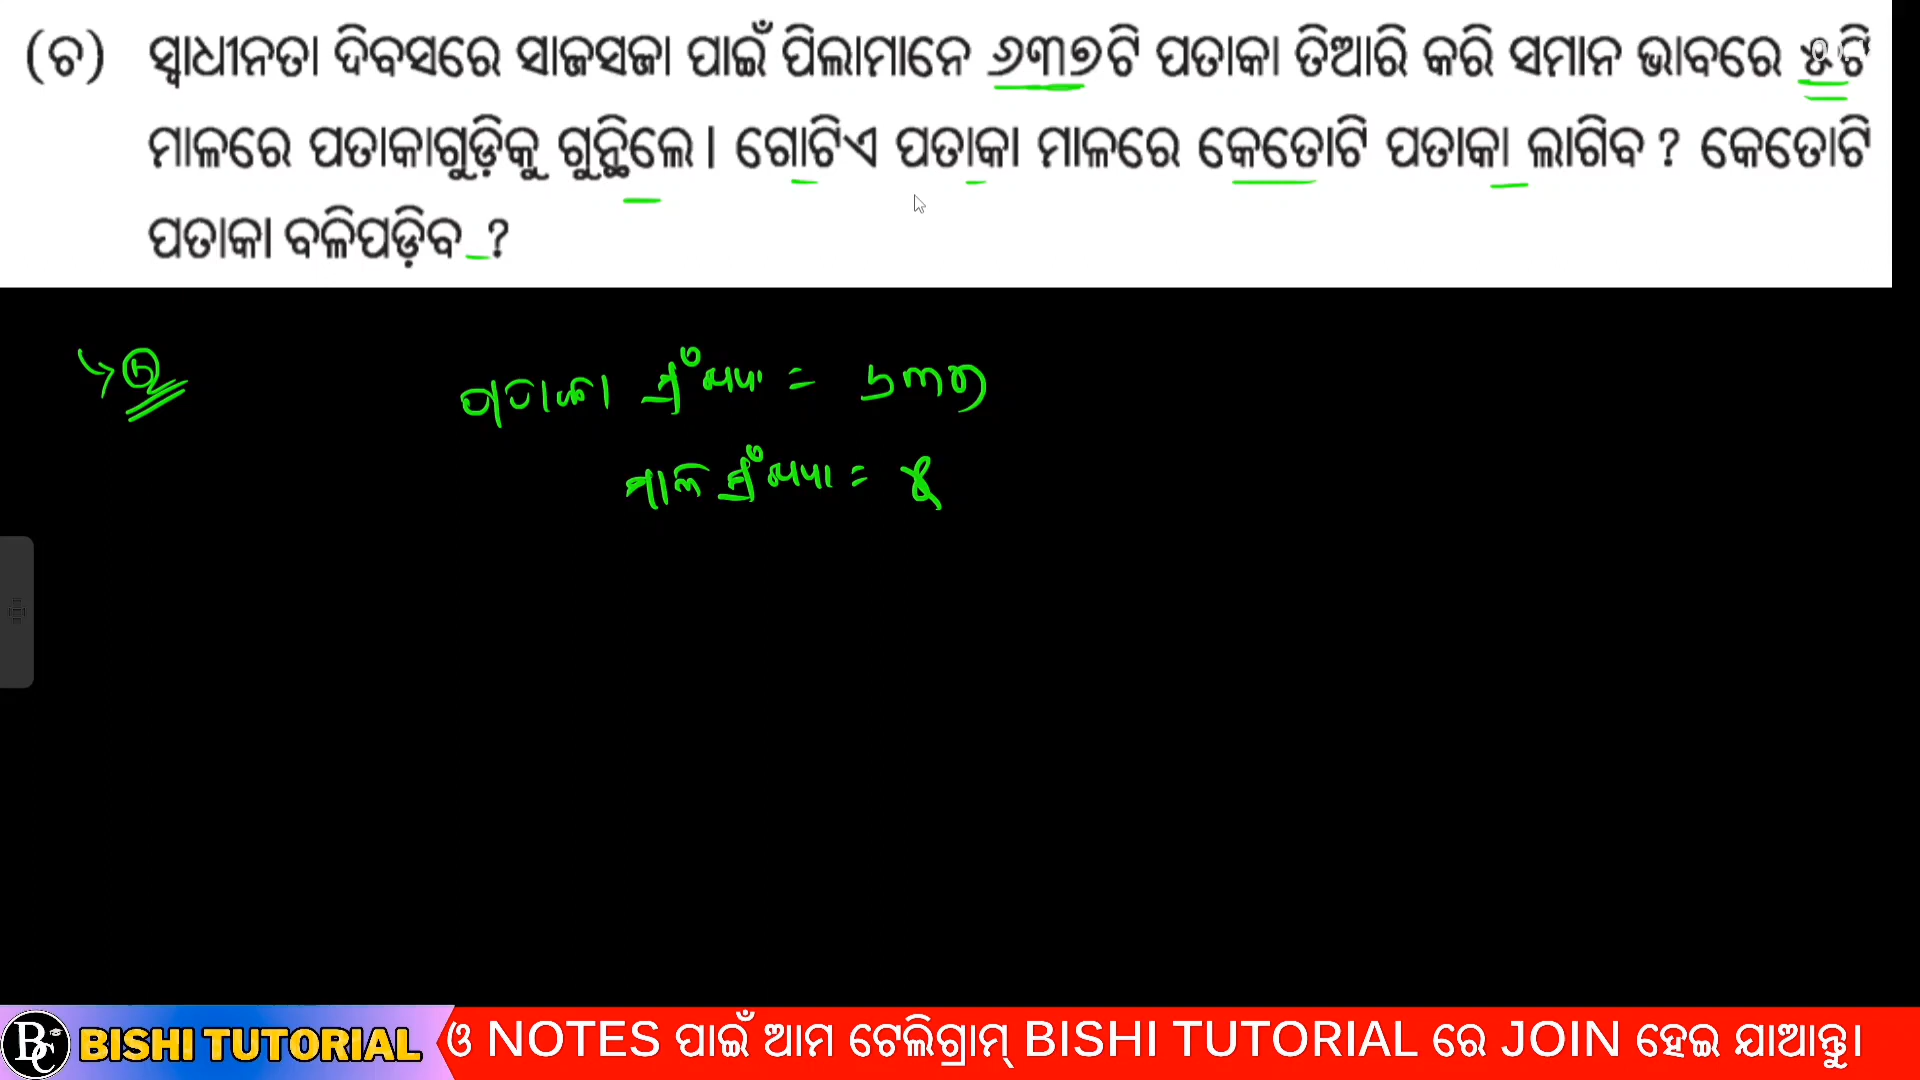 (ଚ) ସ୍ୱାଧୀନତା ଦିବସରେ ସାଜସଜା ପାଇଁ ପିଲାମାନେ ୬୩୭ଟି ପତାକା ତିଆରି କରି ସମାନ ଭାବରେ ୫ଟି
ମାଳରେ ପତାକାଗୁଡ଼ିକୁ ଗୁନ୍ଥିଲେ । ଗୋଟିଏ ପତାକା ମାଳରେ କେତୋଟି ପତାକା ଲାଗିବ ? କେତୋଟି
ପତାକା ବଳିପଡ଼ିବ ?
ଉ
ପତାକା ସଂଖ୍ୟା = ୬୩୭
ମାଳ ସଂଖ୍ୟା = ୫
BISHI TUTORIAL ଓ NOTES ପାଇଁ ଆମ ଟେଲିଗ୍ରାମ୍ BISHI TUTORIAL ରେ JOIN ହେଇ ଯାଆନ୍ତୁ।